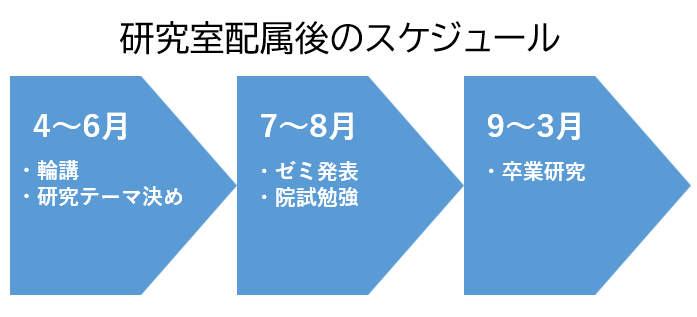 研究室配属後のスケジュール
4～6月
・輪講
・研究テーマ決め
7～8月
・ゼミ発表
・院試勉強
9～3月
・卒業研究